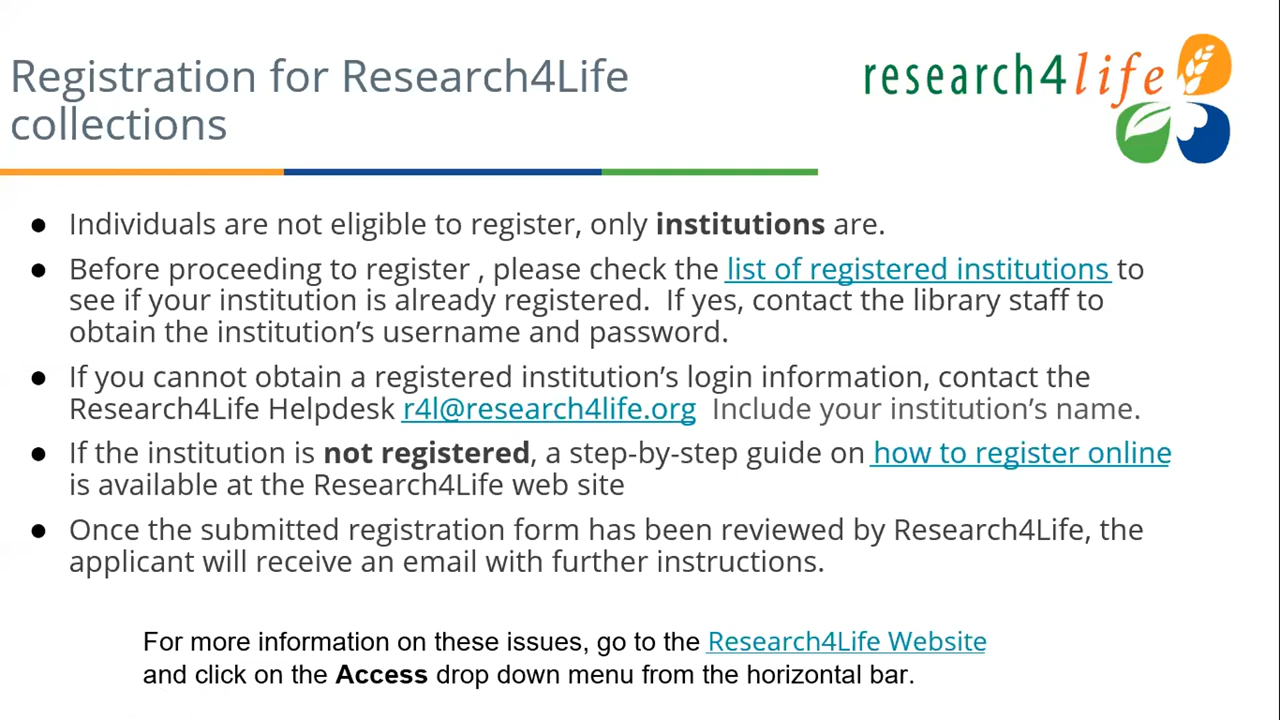 Registration for Research4Life
collections
research4life
● Individuals are not eligible to register, only institutions are.
● Before proceeding to register , please check the list of registered institutions to
see if your institution is already registered.  If yes, contact the library staff to
obtain the institution’s username and password.
● If you cannot obtain a registered institution’s login information, contact the
Research4Life Helpdesk r4l@research4life.org  Include your institution’s name.
● If the institution is not registered, a step-by-step guide on how to register online
is available at the Research4Life web site
● Once the submitted registration form has been reviewed by Research4Life, the
applicant will receive an email with further instructions.
For more information on these issues, go to the Research4Life Website
and click on the Access drop down menu from the horizontal bar.